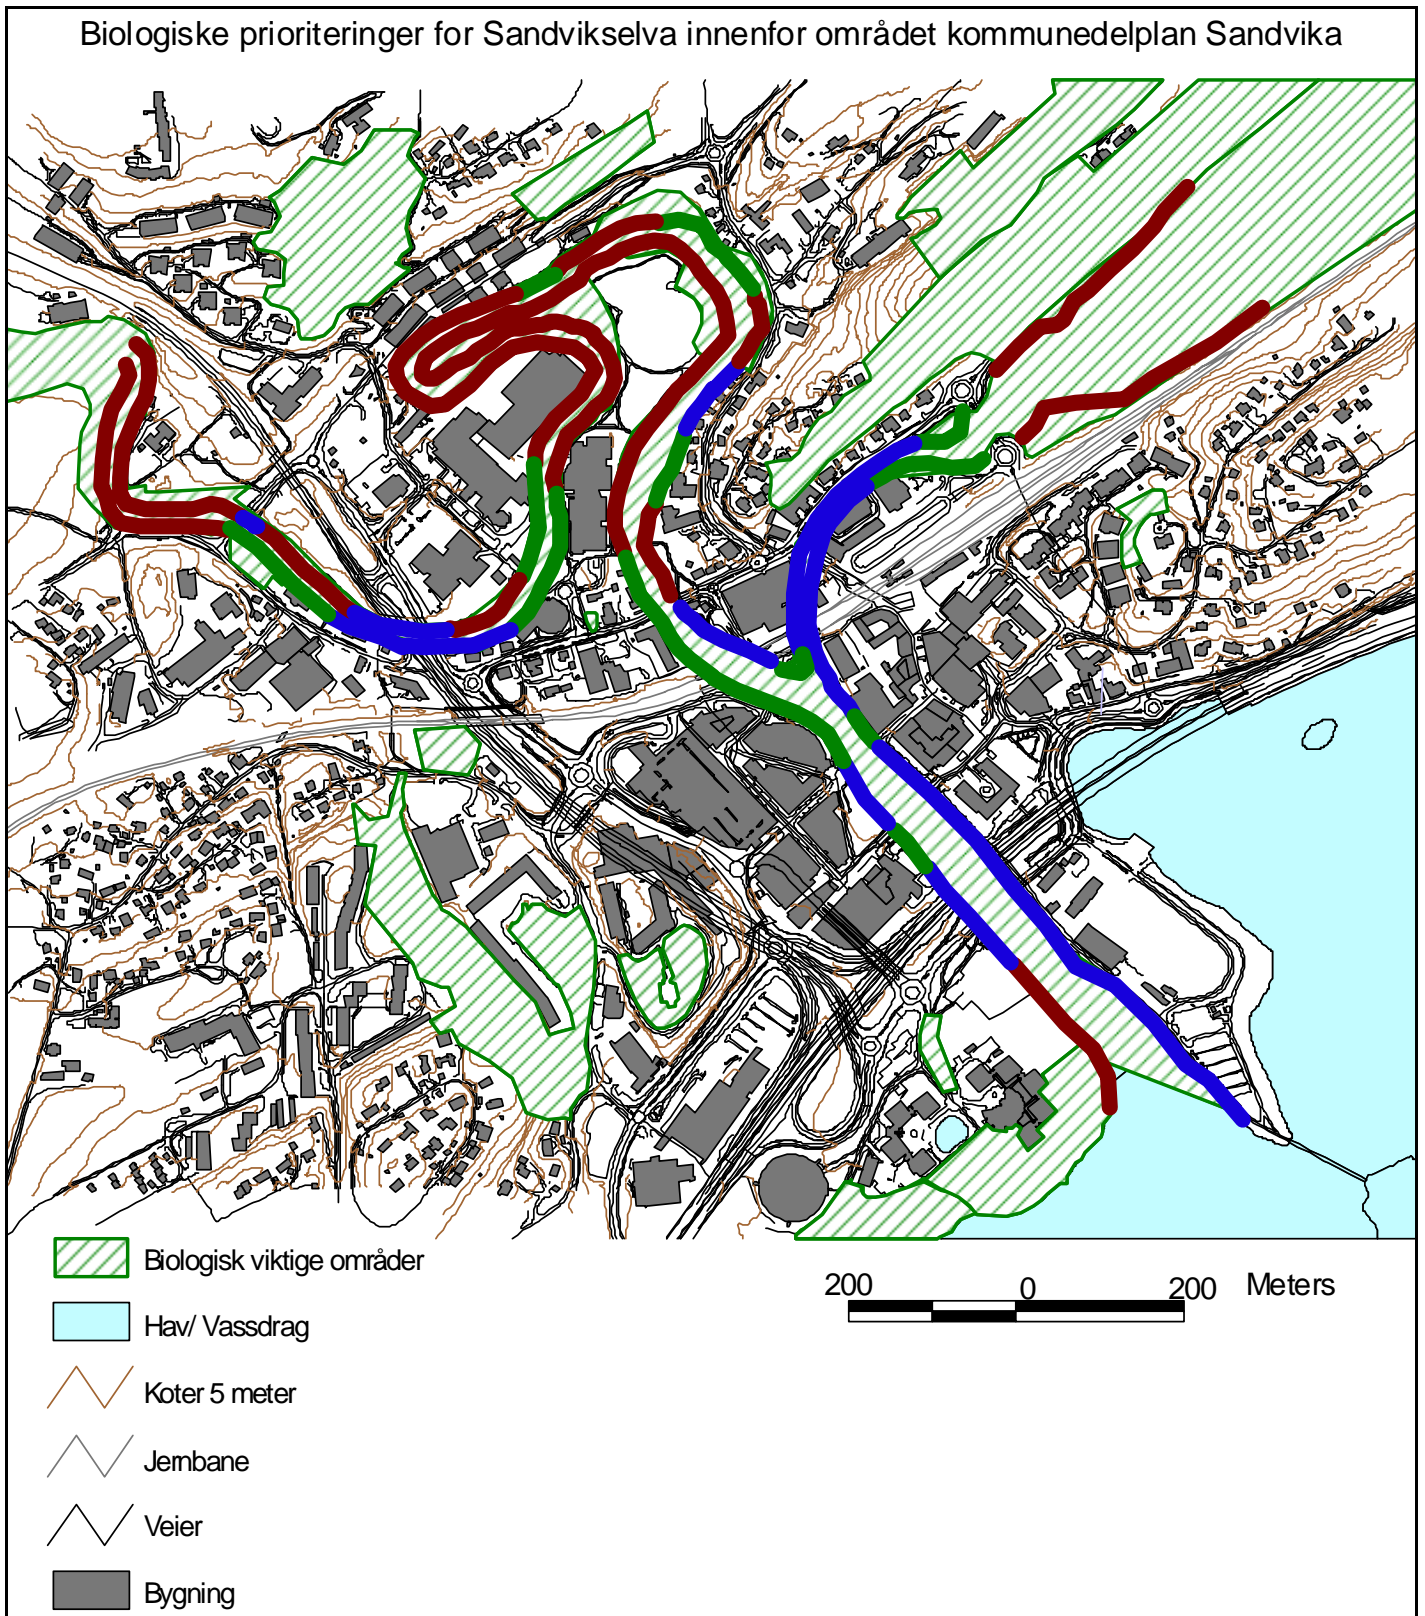 Biologiske prioriteringer for Sandvikselva innenfor området kommunedelplan Sandvika
Biologisk viktige områder
Hav/ Vassdrag
Koter 5 meter
Jernbane
Veier
Bygning
200 0 200 Meters